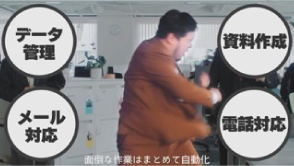 データ
管理
資料作成
メール
対応
電話対応
面倒な作業はまとめて自動化